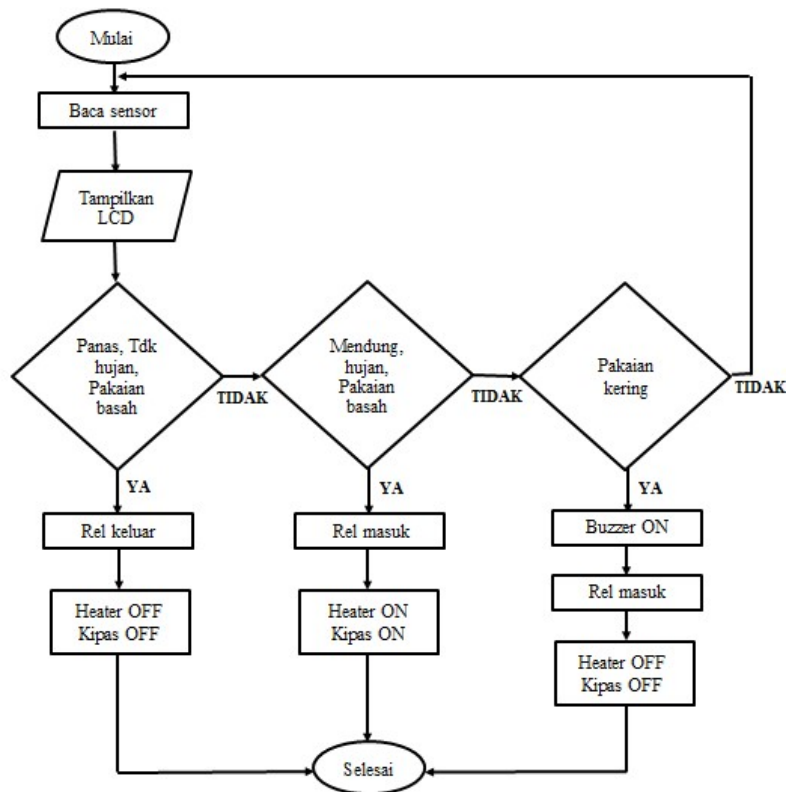 Mulai
Baca sensor
Tampilkan
LCD
Panas, Tdk
hujan,
Pakaian
basah
TIDAK
Mendung,
hujan,
Pakaian
basah
TIDAK
Pakaian
kering
TIDAK
YA
YA
YA
Rel keluar
Rel masuk
Buzzer ON
Heater OFF
Kipas OFF
Heater ON
Kipas ON
Rel masuk
Heater OFF
Kipas OFF
Selesai